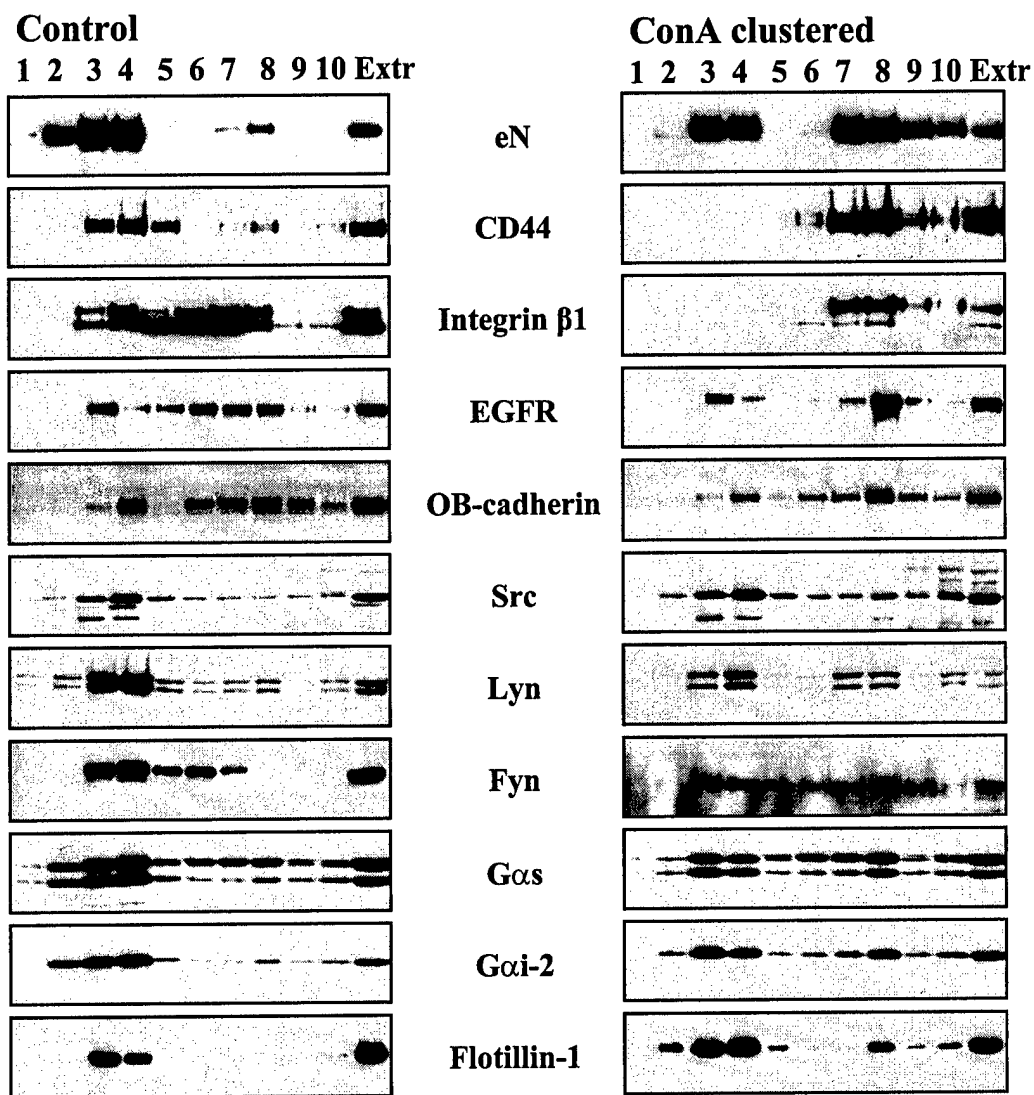 Control
1 2 3 4 5 6 7 8 9 10 Extr
ConA clustered
1 2 3 4 5 6 7 8 9 10 Extr
eN
CD44
Integrin β1
EGFR
OB-cadherin
Src
Lyn
Fyn
Gαs
Gαi-2
Flotillin-1